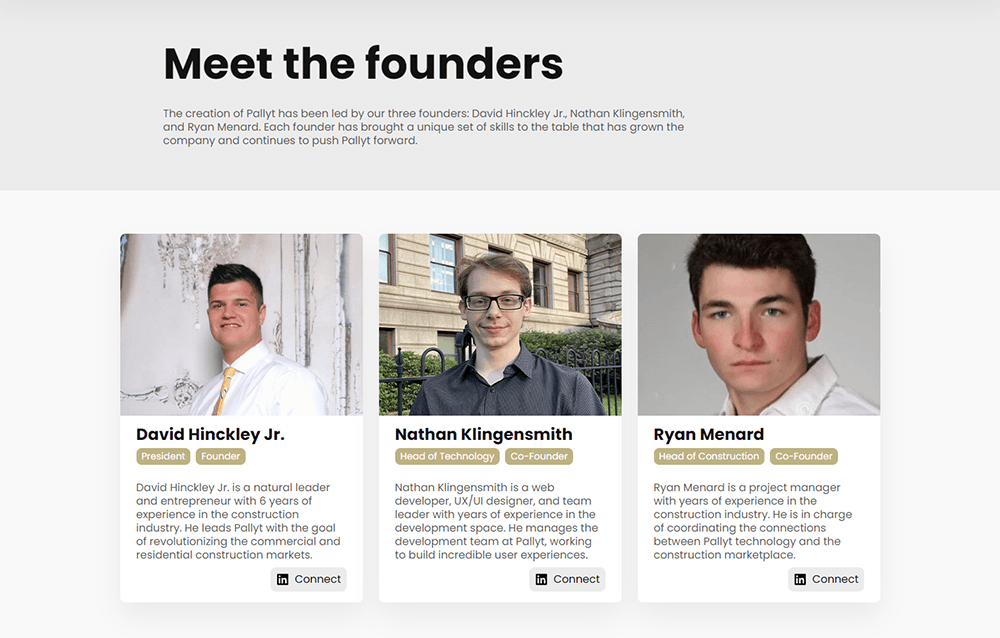 Meet the founders
The creation of Pallyt has been led by our three founders: David Hinckley Jr., Nathan Klingensmith,
and Ryan Menard. Each founder has brought a unique set of skills to the table that has grown the
company and continues to push Pallyt forward.
David Hinckley Jr.
President Founder
David Hinckley Jr. is a natural leader
and entrepreneur with 6 years of
experience in the construction
industry. He leads Pallyt with the goal
of revolutionizing the commercial and
residential construction markets.
Connect
Nathan Klingensmith
Head of Technology Co-Founder
Nathan Klingensmith is a web
developer, UX/UI designer, and team
leader with years of experience in the
development space. He manages the
development team at Pallyt, working
to build incredible user experiences.
Connect
Ryan Menard
Head of Construction Co-Founder
Ryan Menard is a project manager
with years of experience in the
construction industry. He is in charge
of coordinating the connections
between Pallyt technology and the
construction marketplace.
Connect